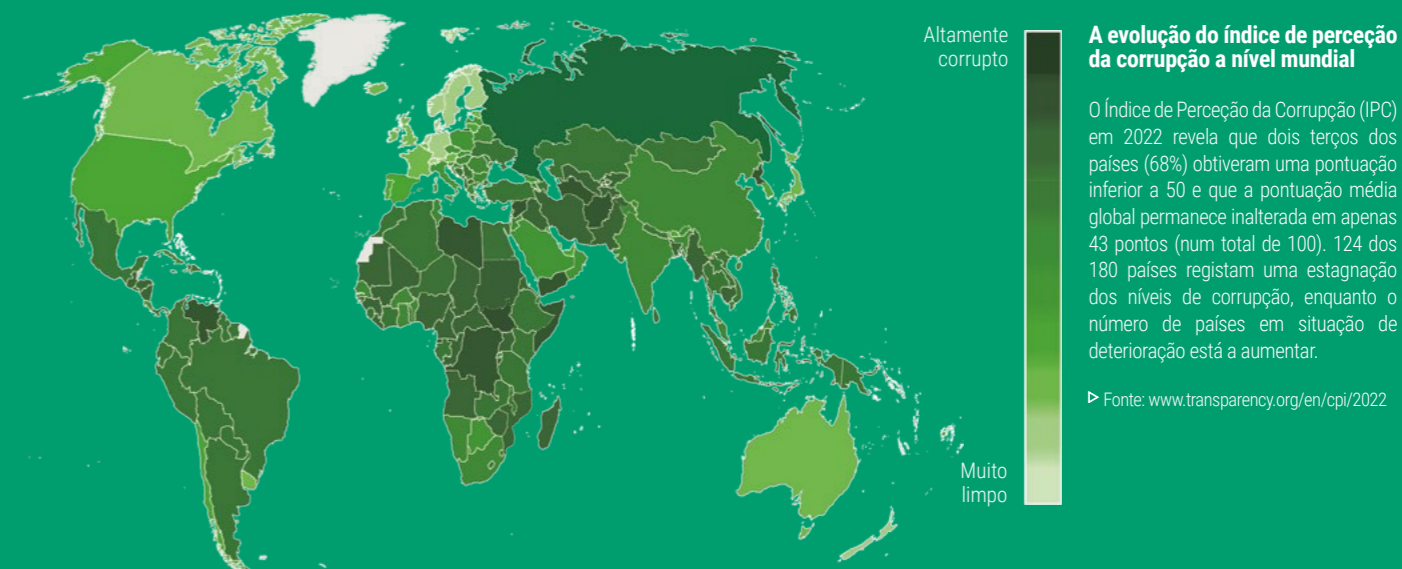 Altamente
corrupto
Muito
limpo
A evolução do índice de perceção
da corrupção a nível mundial
O Índice de Perceção da Corrupção (IPC)
em 2022 revela que dois terços dos
países (68%) obtiveram uma pontuação
inferior a 50 e que a pontuação média
global permanece inalterada em apenas
43 pontos (num total de 100). 124 dos
180 países registam uma estagnação
dos níveis de corrupção, enquanto o
número de países em situação de
deterioração está a aumentar.
Fonte: www.transparency.org/en/cpi/2022